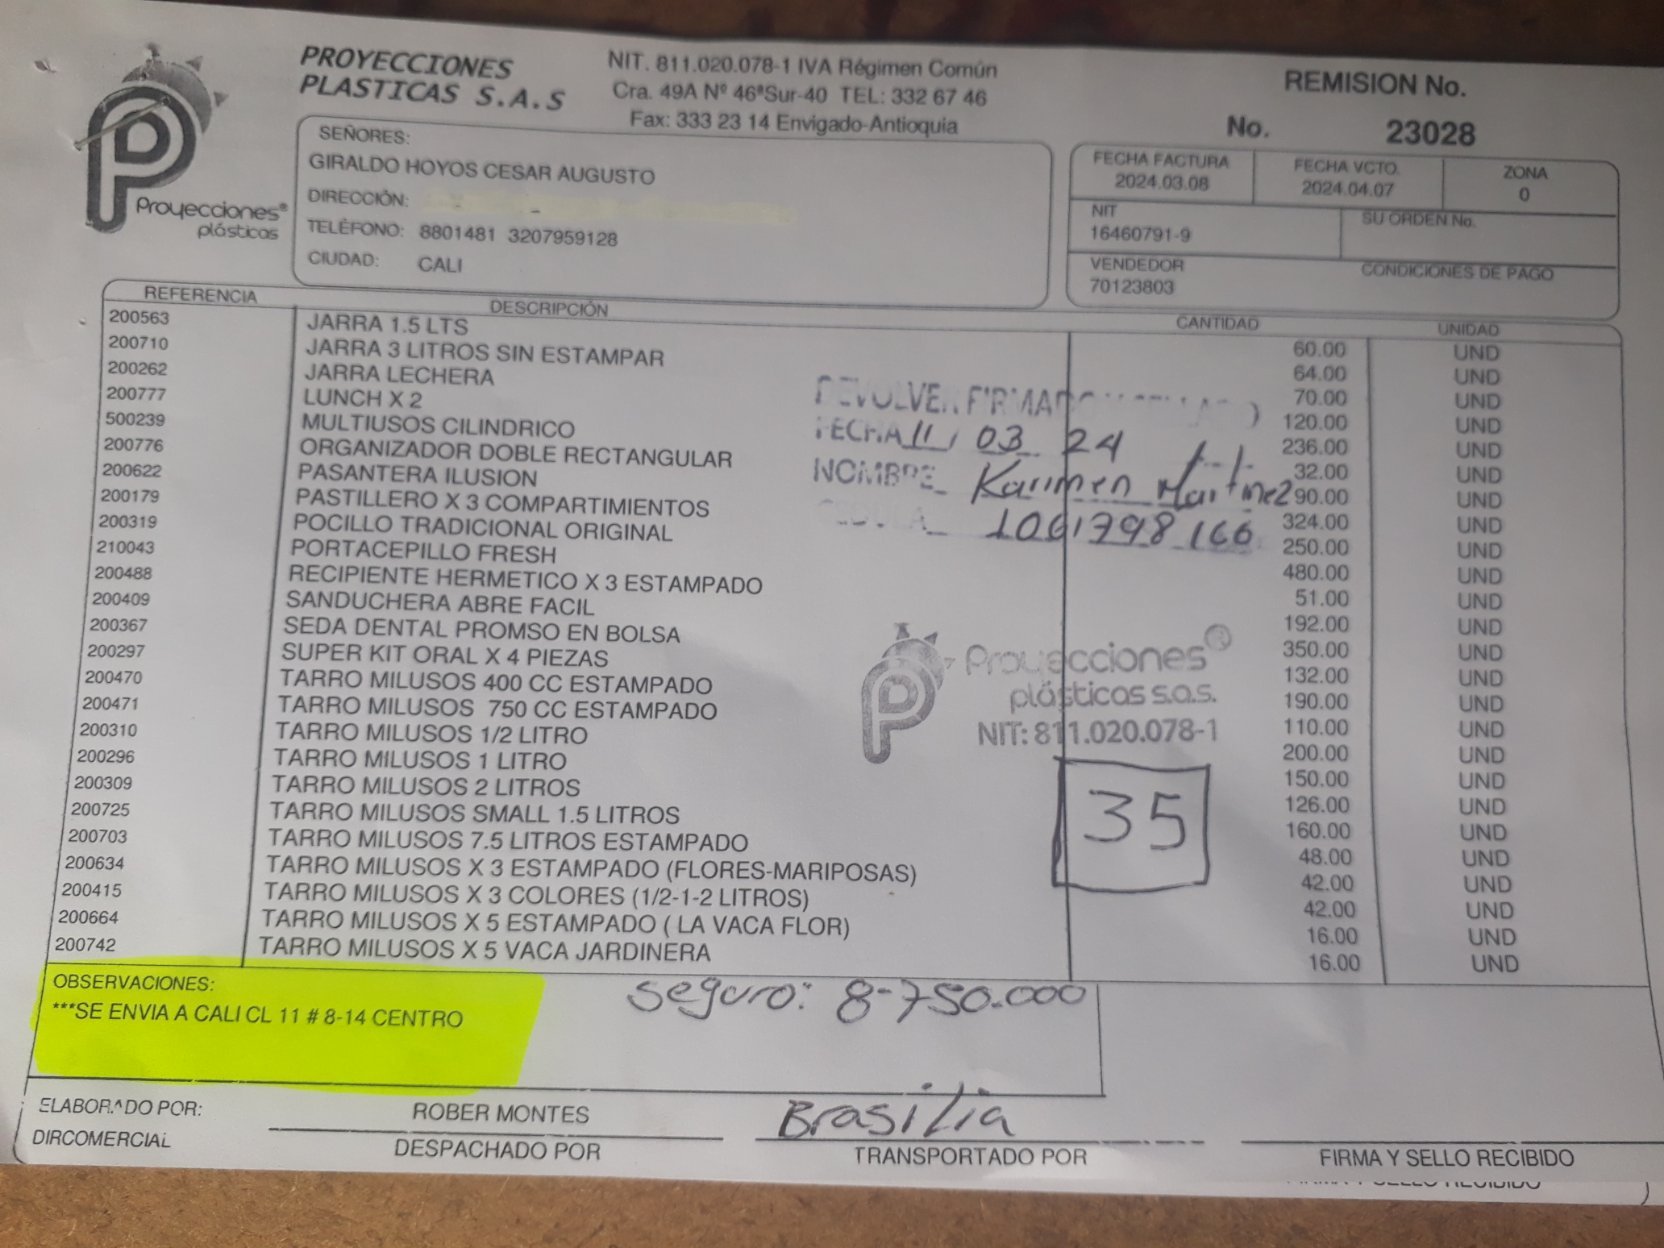 PROYECCIONES
PLASTICAS S.A.S
NIT. 811.020.078-1 IVA Régimen Común
Cra. 49A Nº 46ªSur-40 TEL: 332 67 46
Fax: 333 23 14 Envigado-Antioquia
REMISION No.
No. 23028
Proyecciones®
plásticas
SEÑORES:
GIRALDO HOYOS CESAR AUGUSTO
DIRECCIÓN:
TELÉFONO: 8801481 3207959128
CIUDAD: CALI
FECHA FACTURA FECHA VCTO. ZONA
2024.03.08 2024.04.07 0
NIT SU ORDEN No.
16460791-9
VENDEDOR CONDICIONES DE PAGO
70123803
REFERENCIA DESCRIPCIÓN CANTIDAD UNIDAD
200563 JARRA 1.5 LTS 60.00 UND
200710 JARRA 3 LITROS SIN ESTAMPAR 64.00 UND
200262 JARRA LECHERA 70.00 UND
200777 LUNCH X 2 120.00 UND
500239 MULTIUSOS CILINDRICO 236.00 UND
200776 ORGANIZADOR DOBLE RECTANGULAR 32.00 UND
200622 PASANTERA ILUSION 90.00 UND
200179 PASTILLERO X 3 COMPARTIMIENTOS 324.00 UND
200319 POCILLO TRADICIONAL ORIGINAL 250.00 UND
210043 PORTACEPILLO FRESH 480.00 UND
200488 RECIPIENTE HERMETICO X 3 ESTAMPADO 51.00 UND
200409 SANDUCHERA ABRE FACIL 192.00 UND
200367 SEDA DENTAL PROMSO EN BOLSA 350.00 UND
200297 SUPER KIT ORAL X 4 PIEZAS 132.00 UND
200470 TARRO MILUSOS 400 CC ESTAMPADO 190.00 UND
200471 TARRO MILUSOS 750 CC ESTAMPADO 110.00 UND
200310 TARRO MILUSOS 1/2 LITRO 200.00 UND
200296 TARRO MILUSOS 1 LITRO 150.00 UND
200309 TARRO MILUSOS 2 LITROS 126.00 UND
200725 TARRO MILUSOS SMALL 1.5 LITROS 160.00 UND
200703 TARRO MILUSOS 7.5 LITROS ESTAMPADO 48.00 UND
200634 TARRO MILUSOS X 3 ESTAMPADO (FLORES-MARIPOSAS) 42.00 UND
200415 TARRO MILUSOS X 3 COLORES (1/2-1-2 LITROS) 42.00 UND
200664 TARRO MILUSOS X 5 ESTAMPADO ( LA VACA FLOR) 16.00 UND
200742 TARRO MILUSOS X 5 VACA JARDINERA 16.00 UND
DEVOLVER FIRMADO
FECHA 11/ 03 24
NOMBRE Karimen Martinez
CEDULA 1061798166
Proyecciones®
plásticas s.a.s.
NIT: 811.020.078-1
35
OBSERVACIONES:
***SE ENVIA A CALI CL 11 # 8-14 CENTRO
seguro: 8-750.000
ELABORADO POR:
DIRCOMERCIAL
ROBER MONTES
DESPACHADO POR
Brasilia
TRANSPORTADO POR
FIRMA Y SELLO RECIBIDO
FIRMA Y SELLO RECIBIDO